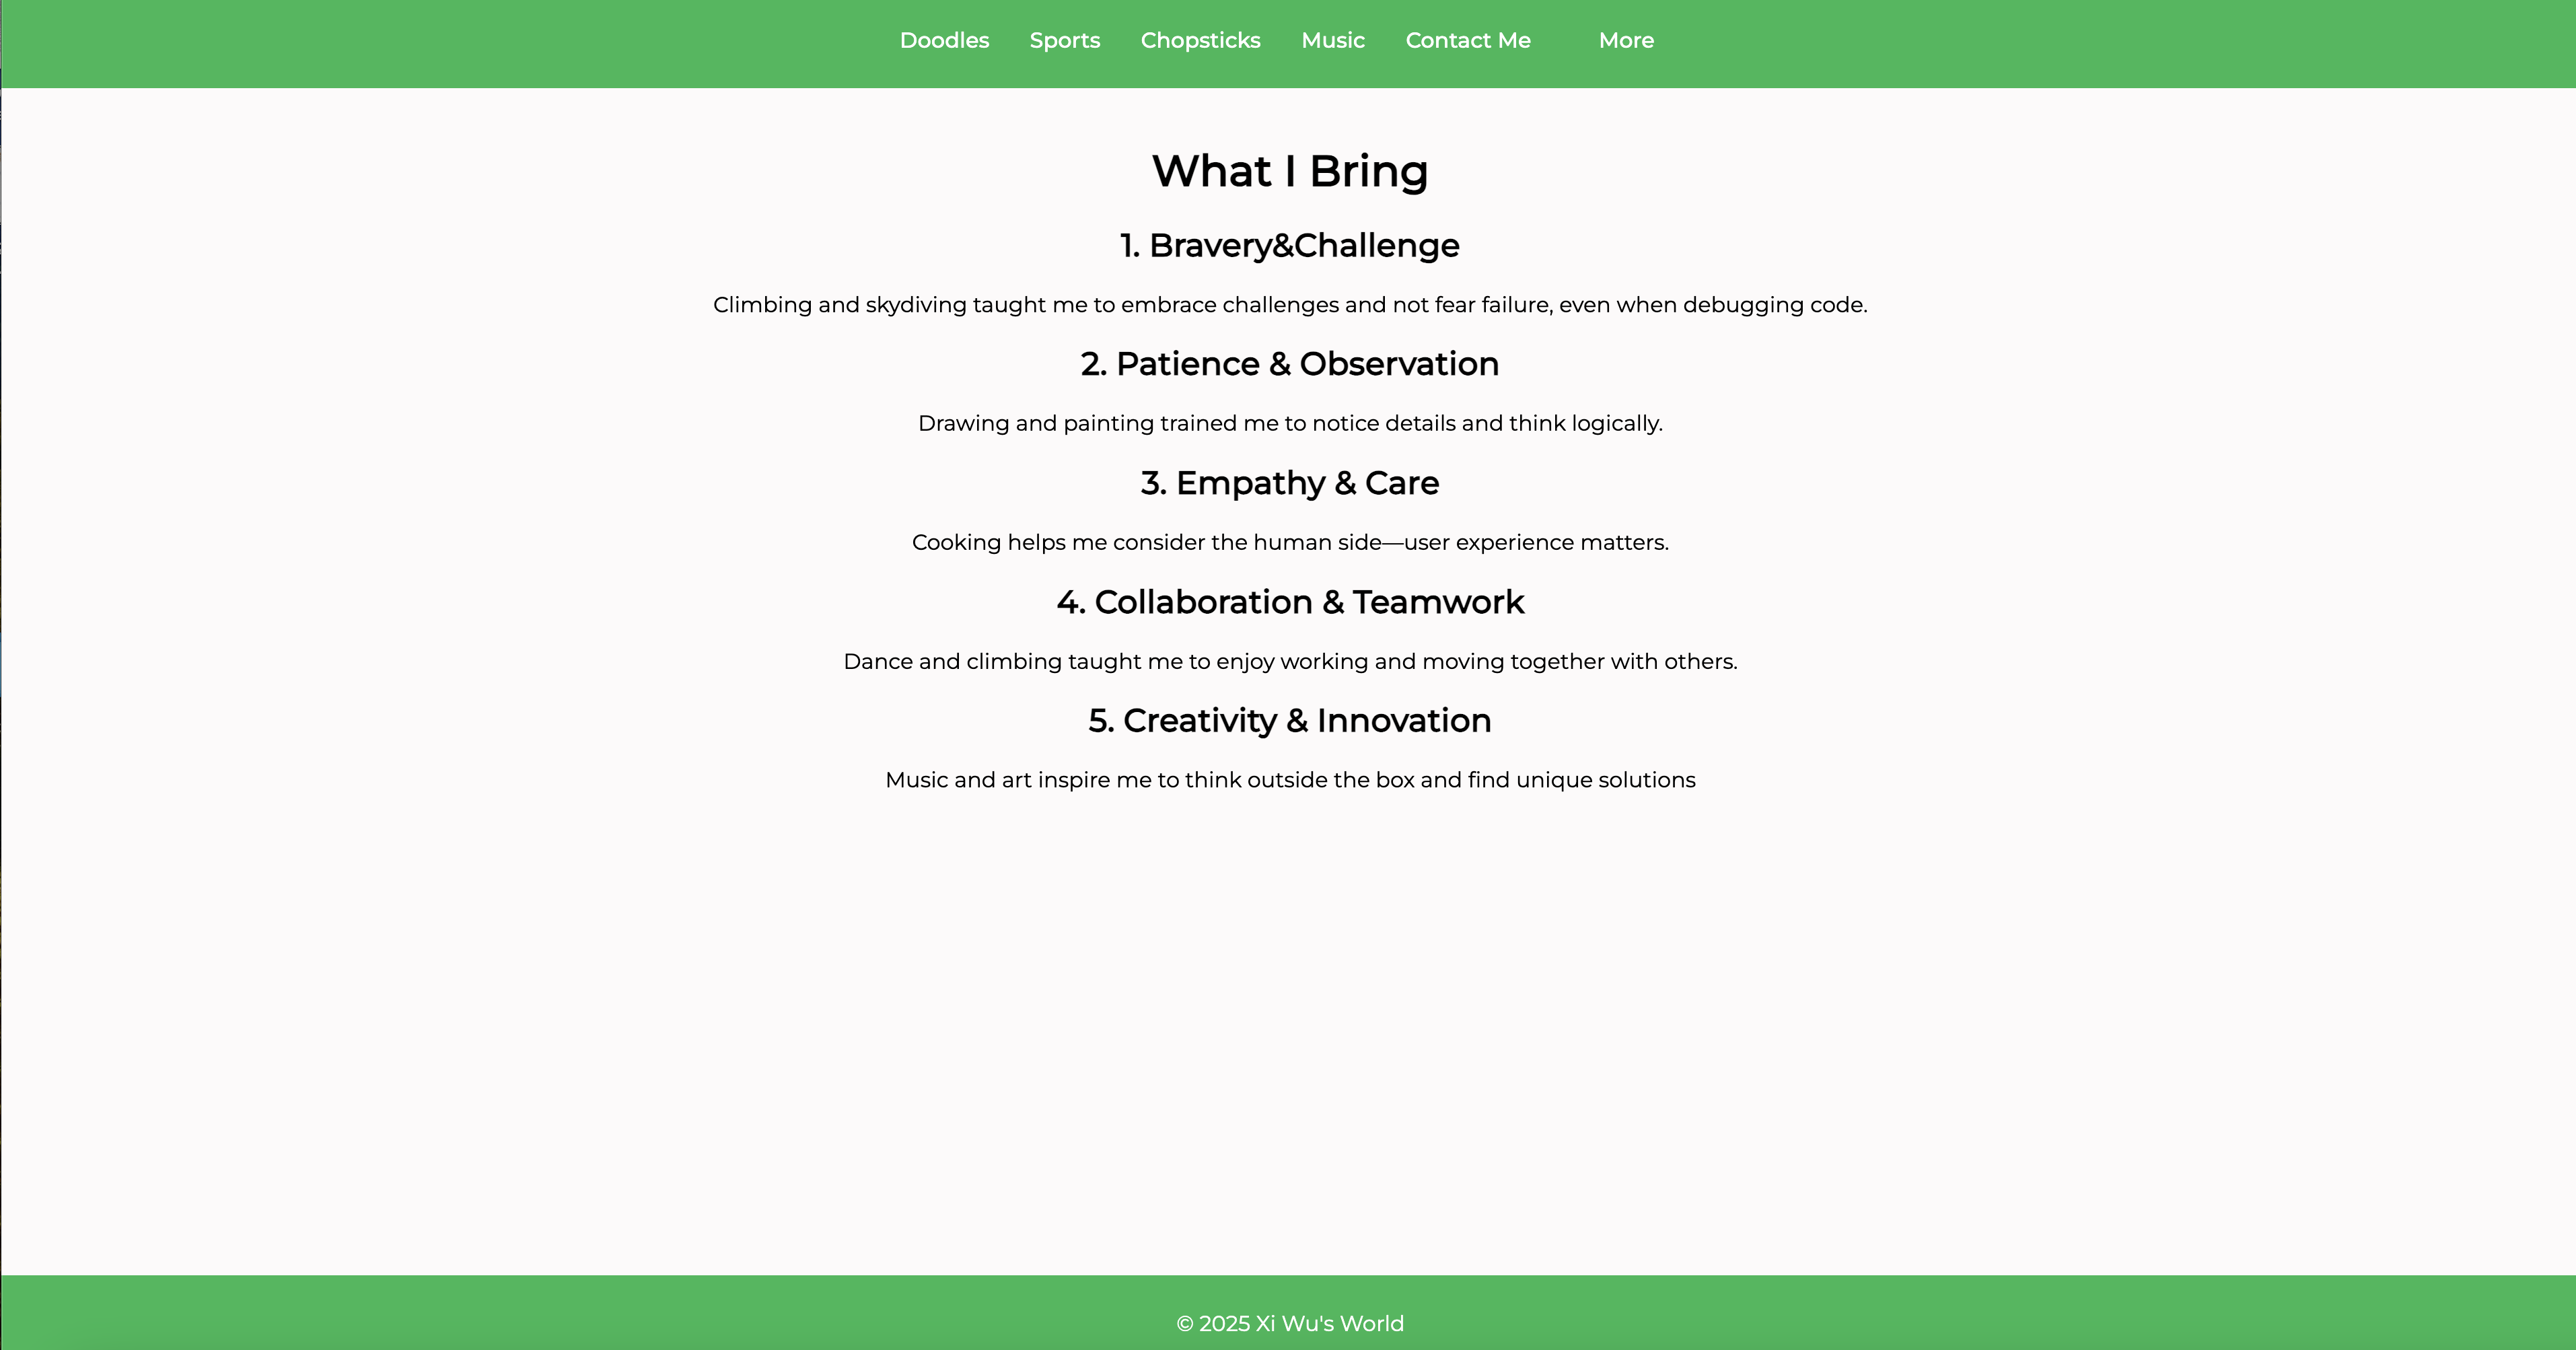 Doodles Sports Chopsticks Music Contact Me More
What I Bring
1. Bravery&Challenge
Climbing and skydiving taught me to embrace challenges and not fear failure, even when debugging code.
2. Patience & Observation
Drawing and painting trained me to notice details and think logically.
3. Empathy & Care
Cooking helps me consider the human side—user experience matters.
4. Collaboration & Teamwork
Dance and climbing taught me to enjoy working and moving together with others.
5. Creativity & Innovation
Music and art inspire me to think outside the box and find unique solutions
© 2025 Xi Wu's World